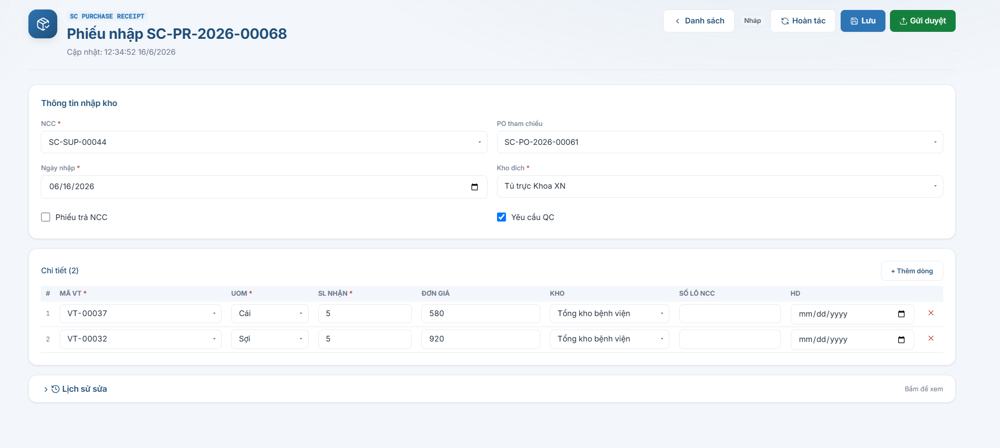 SC PURCHASE RECEIPT
Phiếu nhập SC-PR-2026-00068
Cập nhật: 12:34:52 16/6/2026
Danh sách
Nháp
Hoàn tác
Lưu
Gửi duyệt
Thông tin nhập kho
NCC *
PO tham chiếu
SC-SUP-00044
SC-PO-2026-00061
Ngày nhập *
Kho đích *
06/16/2026
Tủ trực Khoa XN
Phiếu trả NCC
Yêu cầu QC
Chi tiết (2)
+ Thêm dòng
# MÃ VT * UOM * SL NHẬN * ĐƠN GIÁ KHO SỐ LÔ NCC HD
1 VT-00037 Cái 5 580 Tổng kho bệnh viện mm/dd/yyyy
2 VT-00032 Sợi 5 920 Tổng kho bệnh viện mm/dd/yyyy
Lịch sử sửa
Bấm để xem